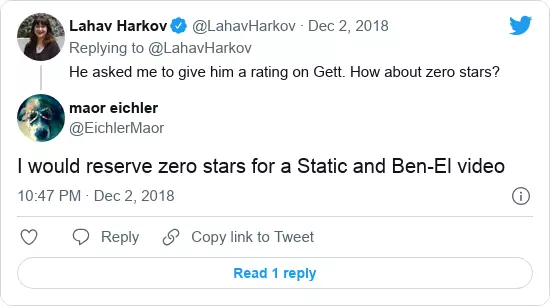 Lahav Harkov @LahavHarkov · Dec 2, 2018
Replying to @LahavHarkov
He asked me to give him a rating on Gett. How about zero stars?
maor eichler
@EichlerMaor
I would reserve zero stars for a Static and Ben-El video
10:47 PM · Dec 2, 2018
Reply
Copy link to Tweet
Read 1 reply